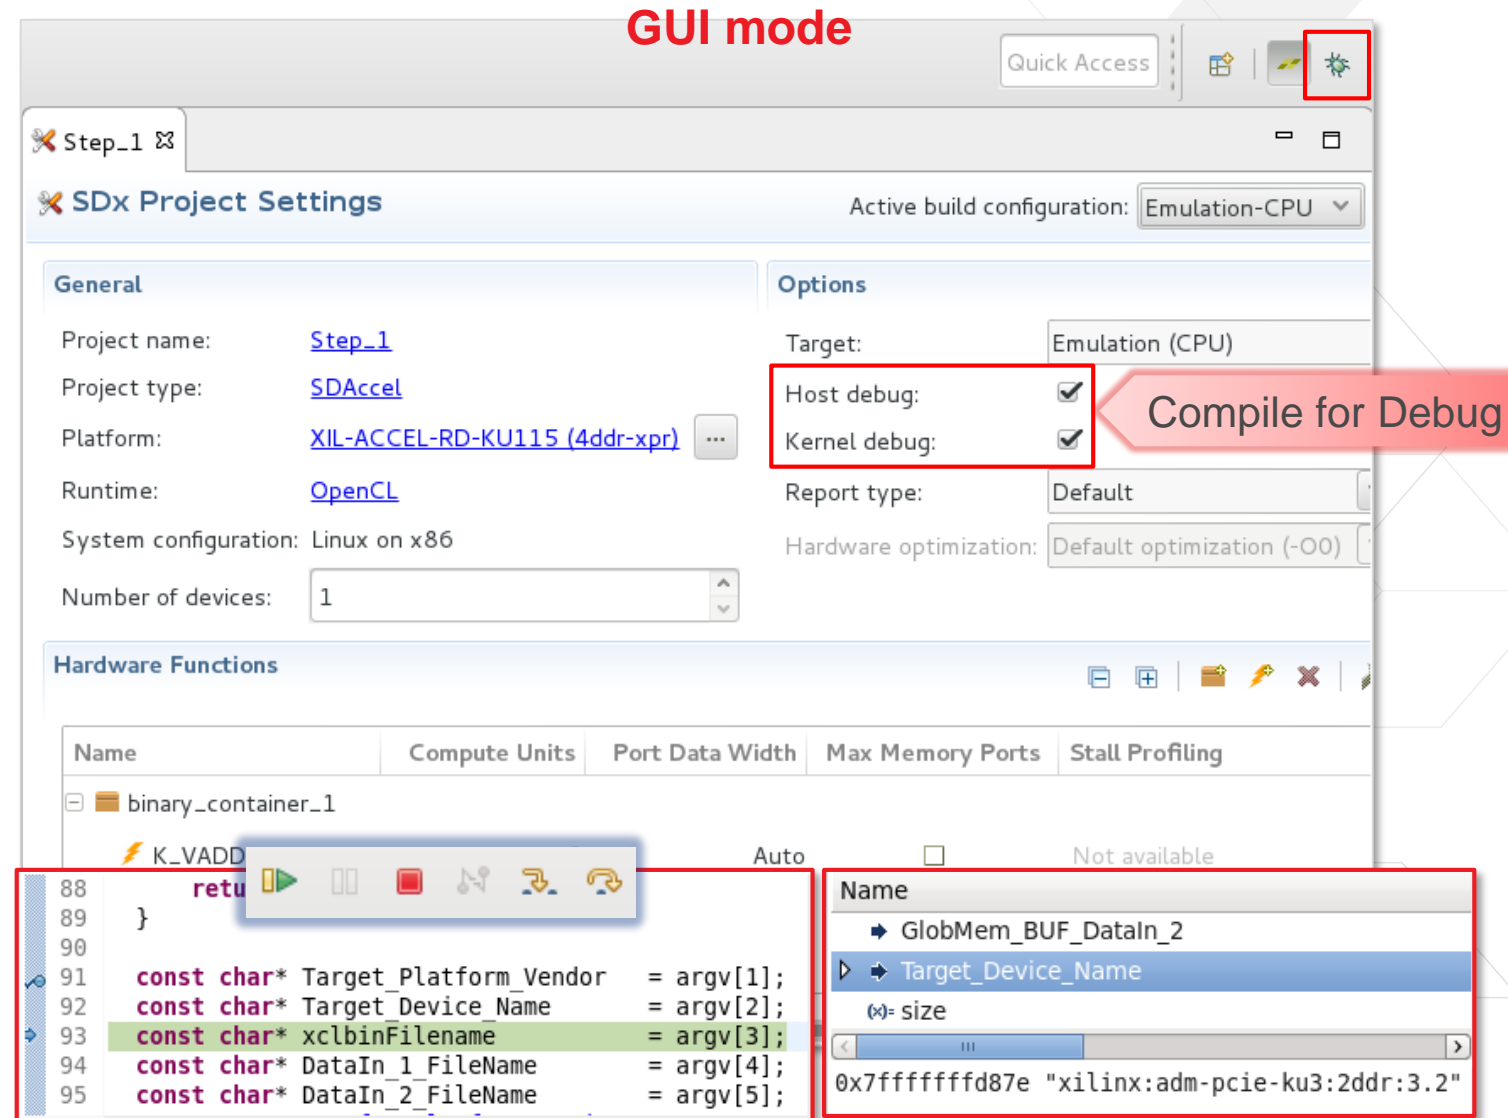 GUI mode
Quick Access
Step_1
SDx Project Settings
Active build configuration: Emulation-CPU
General
Project name: Step_1
Project type: SDAccel
Platform: XIL-ACCEL-RD-KU115 (4ddr-xpr) ...
Runtime: OpenCL
System configuration: Linux on x86
Number of devices: 1
Options
Target: Emulation (CPU)
Host debug:
Kernel debug:
Compile for Debug
Report type: Default
Hardware optimization: Default optimization (-O0)
Hardware Functions
Name Compute Units Port Data Width Max Memory Ports Stall Profiling
binary_container_1
K_VADD Auto Not available
88 retu
89 }
90
91 const char* Target_Platform_Vendor = argv[1];
92 const char* Target_Device_Name = argv[2];
93 const char* xclbinFilename = argv[3];
94 const char* DataIn_1_FileName = argv[4];
95 const char* DataIn_2_FileName = argv[5];
Name
GlobMem_BUF_DataIn_2
Target_Device_Name
(x)= size
0x7fffffffd87e "xilinx:adm-pcie-ku3:2ddr:3.2"